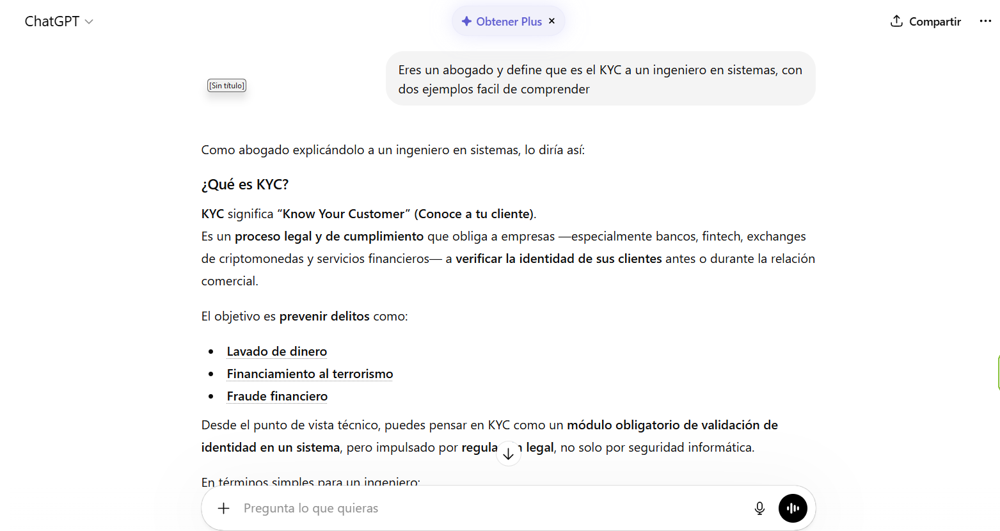 ChatGPT
Obtener Plus
Compartir
Eres un abogado y define que es el KYC a un ingeniero en sistemas, con
dos ejemplos facil de comprender
[Sin título]
Como abogado explicándolo a un ingeniero en sistemas, lo diría así:
¿Qué es KYC?
KYC significa “Know Your Customer” (Conoce a tu cliente).
Es un proceso legal y de cumplimiento que obliga a empresas —especialmente bancos, fintech, exchanges
de criptomonedas y servicios financieros— a verificar la identidad de sus clientes antes o durante la relación
comercial.
El objetivo es prevenir delitos como:
• Lavado de dinero
• Financiamiento al terrorismo
• Fraude financiero
Desde el punto de vista técnico, puedes pensar en KYC como un módulo obligatorio de validación de
identidad en un sistema, pero impulsado por legal, no solo por seguridad informática.
En términos simples para un ingeniero:
Pregunta lo que quieras